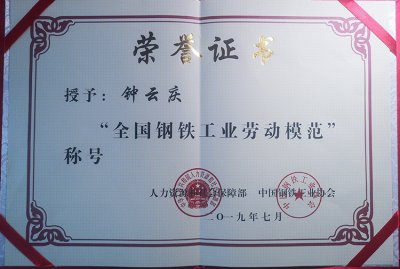 荣誉证书
授予：钟云庆
“全国钢铁工业劳动模范”
称号
人力资源和社会保障部 中国钢铁工业协会
二〇一九年七月